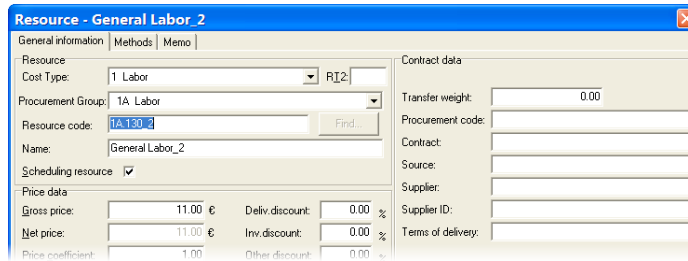 Resource - General Labor_2
General information Methods Memo
Resource
Cost Type: 1 Labor RT2:
Procurement Group: 1A Labor
Resource code: 1A.130_2 Find...
Name: General Labor_2
Scheduling resource
Price data
Gross price: 11.00 € Deliv.discount: 0.00 %
Net price: 11.00 € Inv.discount: 0.00 %
Price coefficient: 1.00 Other discount: 0.00 %
Contract data
Transfer weight: 0.00
Procurement code:
Contract:
Source:
Supplier:
Supplier ID:
Terms of delivery: